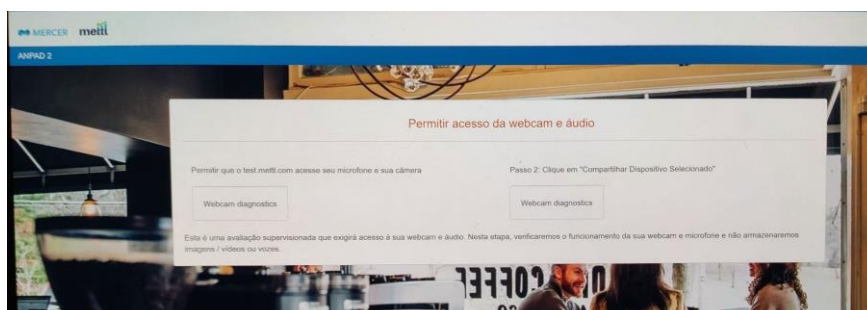 MERCER mettl
ANPAD 2
Permitir acesso da webcam e áudio
Permitir que o test.mettl.com acesse seu microfone e sua câmera
Passo 2: Clique em "Compartilhar Dispositivo Selecionado"
Webcam diagnostics
Webcam diagnostics
Esta é uma avaliação supervisionada que exigirá acesso à sua webcam e áudio. Nesta etapa, verificaremos o funcionamento da sua webcam e microfone e não armazenaremos
imagens / vídeos ou vozes.
COFFEE